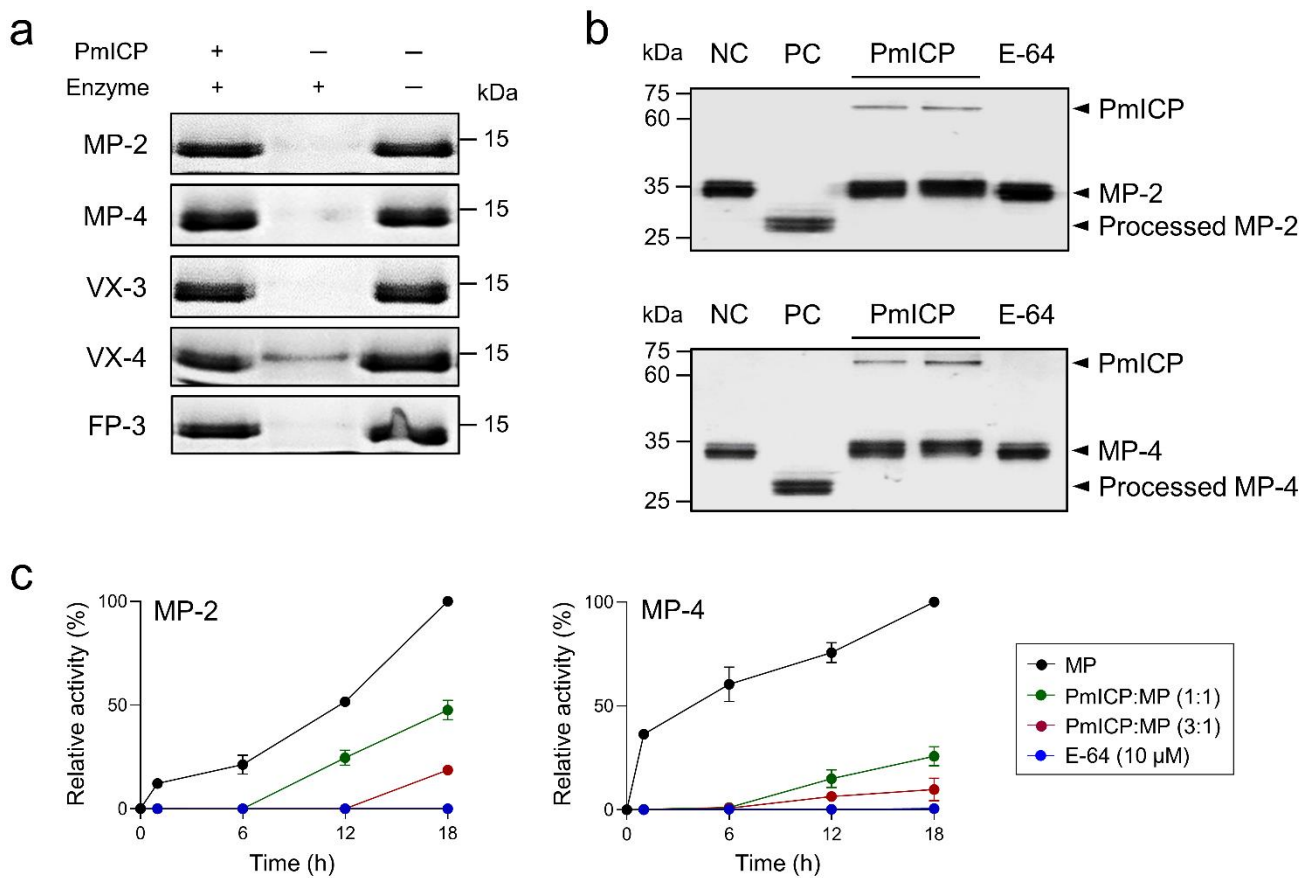 a
PmICP + – –
Enzyme + + – kDa
MP-2 15
MP-4 15
VX-3 15
VX-4 15
FP-3 15
b
kDa NC PC PmICP E-64
75
60
35
25
PmICP
MP-2
Processed MP-2
kDa NC PC PmICP E-64
75
60
35
25
PmICP
MP-4
Processed MP-4
c
MP-2
Relative activity (%)
100
50
0
0 6 12 18
Time (h)
MP-4
Relative activity (%)
100
50
0
0 6 12 18
Time (h)
MP
PmICP:MP (1:1)
PmICP:MP (3:1)
E-64 (10 µM)